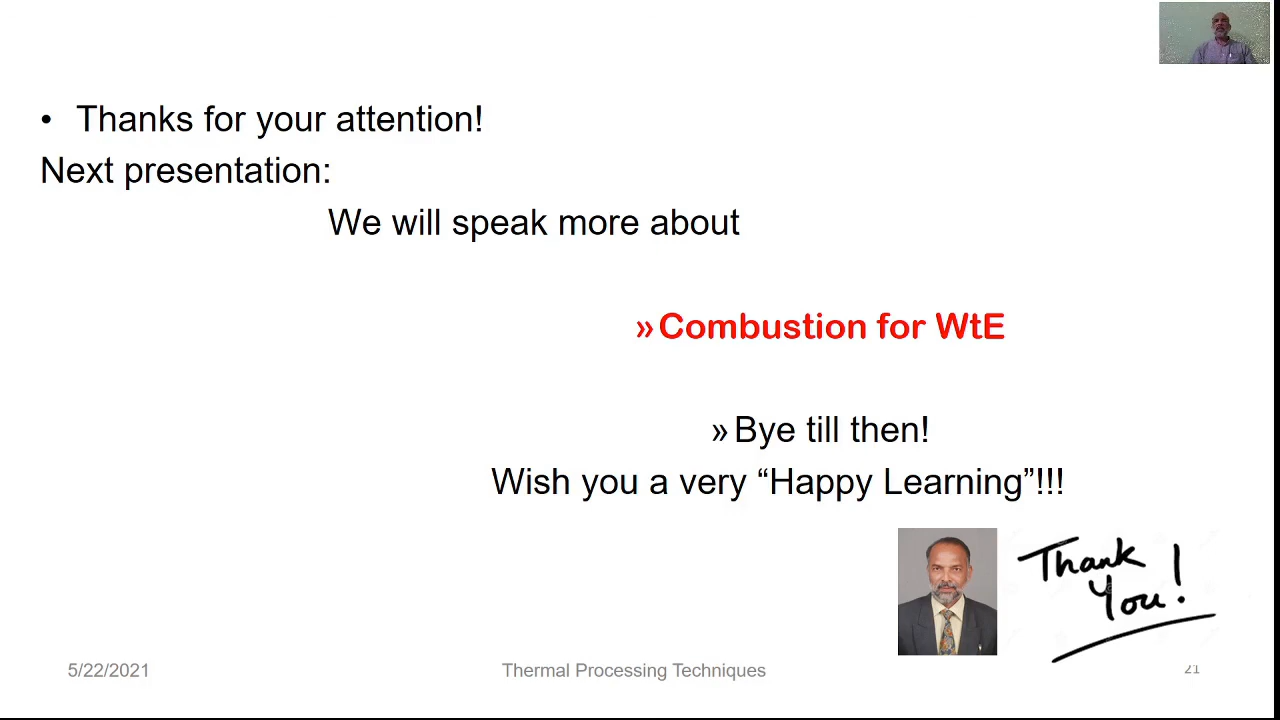 • Thanks for your attention!
Next presentation:
We will speak more about
»Combustion for WtE
»Bye till then!
Wish you a very “Happy Learning”!!!
Thank
You!
5/22/2021
Thermal Processing Techniques
21